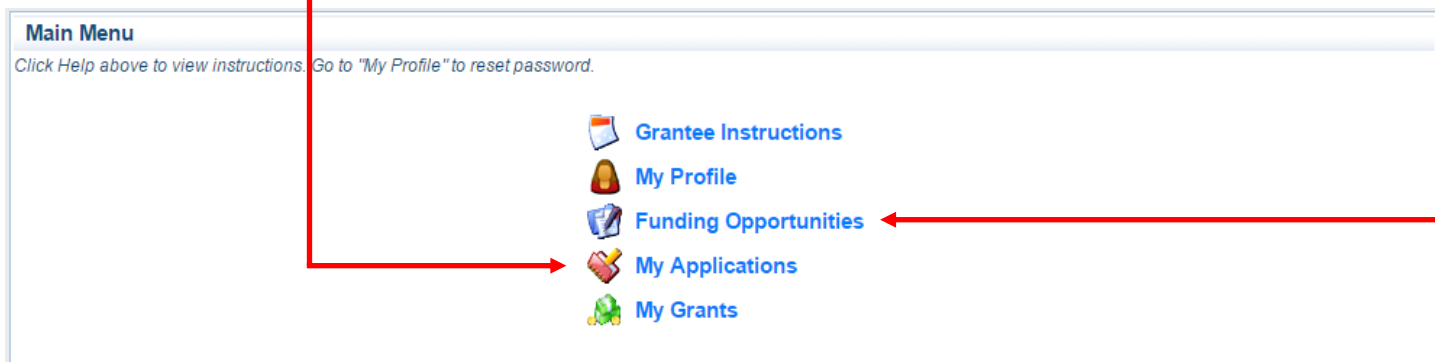 Main Menu
Click Help above to view instructions. Go to "My Profile" to reset password.
Grantee Instructions
My Profile
Funding Opportunities
My Applications
My Grants